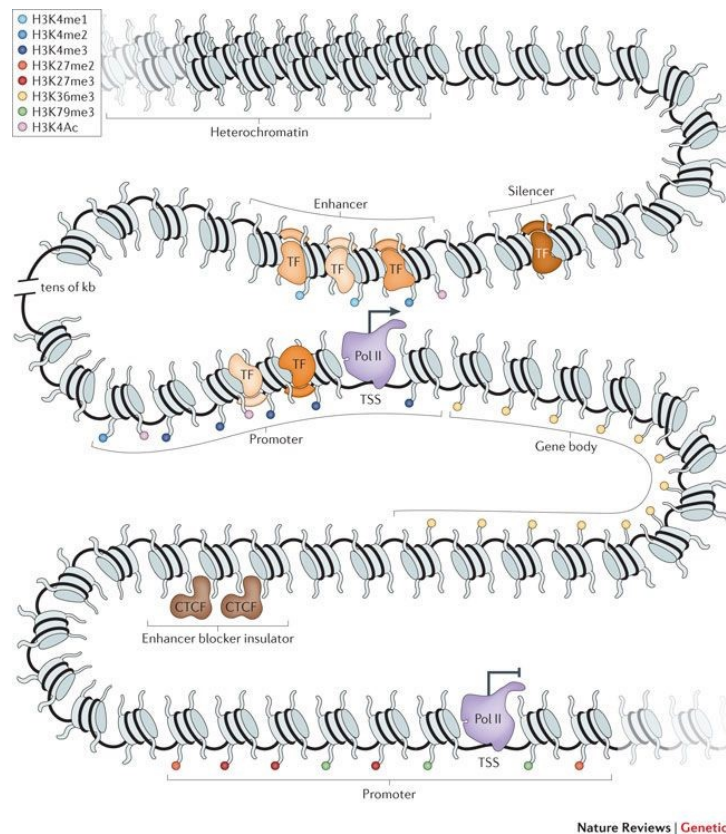 H3K4me1
H3K4me2
H3K4me3
H3K27me2
H3K27me3
H3K36me3
H3K79me3
H3K4Ac
Heterochromatin
Enhancer
Silencer
TF
TF
TF
TF
tens of kb
TF
TF
Pol II
TSS
Promoter
Gene body
CTCF
CTCF
Enhancer blocker insulator
Pol II
TSS
Promoter
Nature Reviews | Genetic